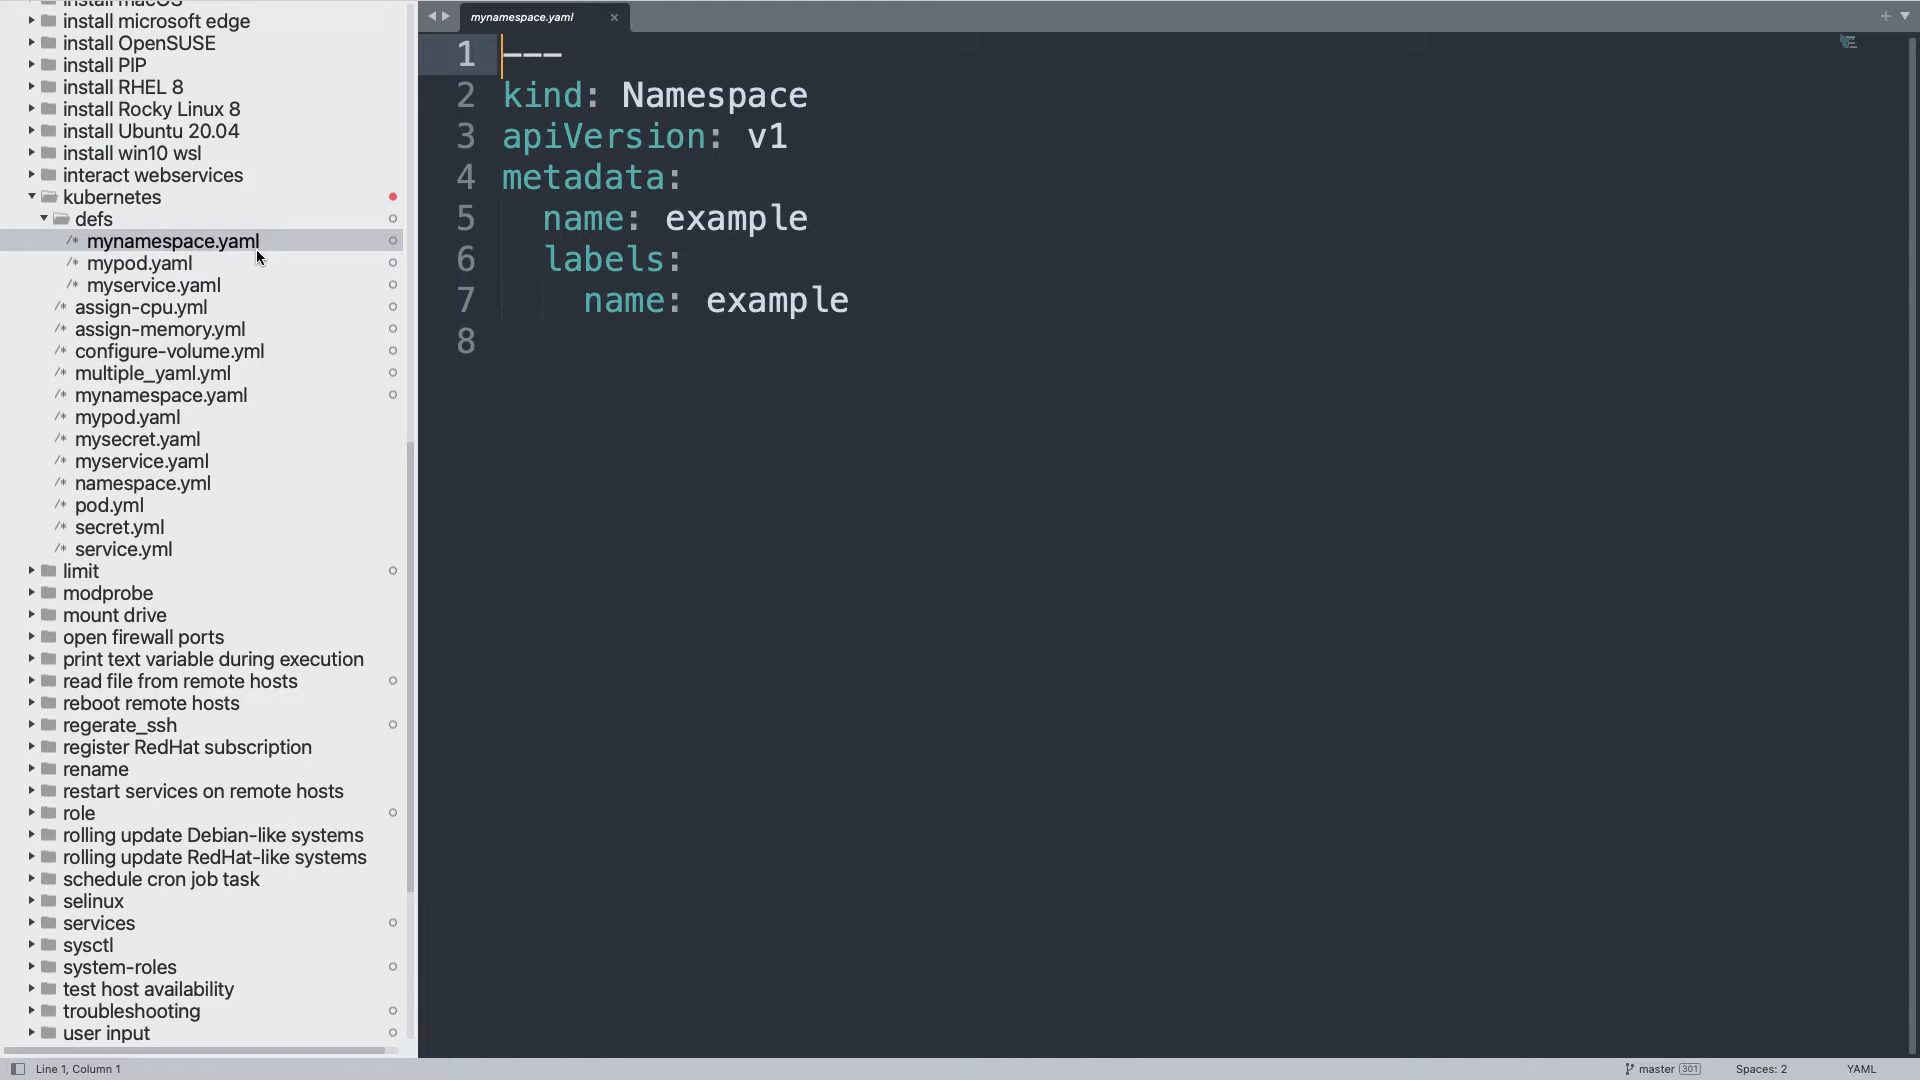 install macOS
install microsoft edge
install OpenSUSE
install PIP
install RHEL 8
install Rocky Linux 8
install Ubuntu 20.04
install win10 wsl
interact webservices
kubernetes
defs
/* mynamespace.yaml
/* mypod.yaml
/* myservice.yaml
/* assign-cpu.yml
/* assign-memory.yml
/* configure-volume.yml
/* multiple_yaml.yml
/* mynamespace.yaml
/* mypod.yaml
/* mysecret.yaml
/* myservice.yaml
/* namespace.yml
/* pod.yml
/* secret.yml
/* service.yml
limit
modprobe
mount drive
open firewall ports
print text variable during execution
read file from remote hosts
reboot remote hosts
regerate_ssh
register RedHat subscription
rename
restart services on remote hosts
role
rolling update Debian-like systems
rolling update RedHat-like systems
schedule cron job task
selinux
services
sysctl
system-roles
test host availability
troubleshooting
user input
mynamespace.yaml ×
1 ---
2 kind: Namespace
3 apiVersion: v1
4 metadata:
5   name: example
6   labels:
7     name: example
8
Line 1, Column 1
master 301
Spaces: 2
YAML